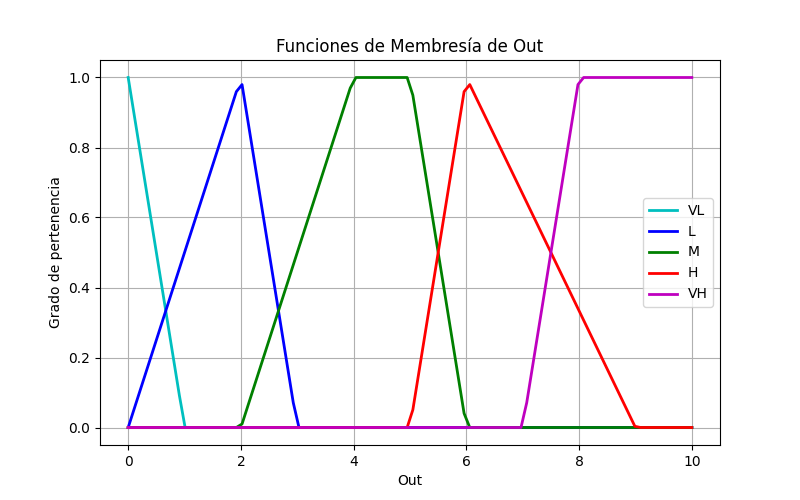 Funciones de Membresía de Out
Grado de pertenencia
1.0
0.8
0.6
0.4
0.2
0.0
VL
L
M
H
VH
0 2 4 6 8 10
Out